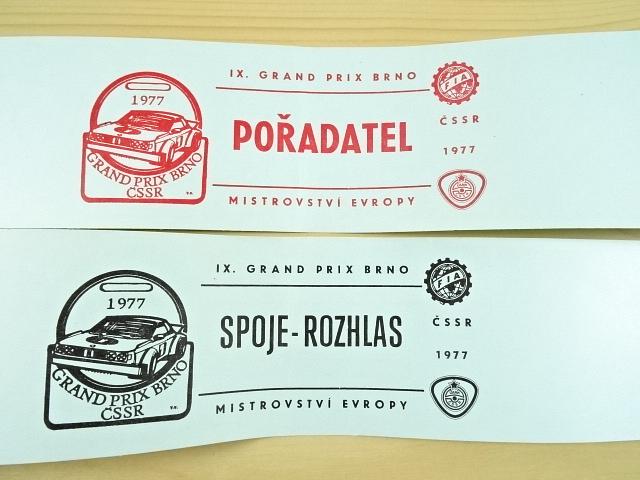 1977
GRAND PRIX BRNO
ČSSR
IX. GRAND PRIX BRNO
POŘADATEL
MISTROVSTVÍ EVROPY
FIA
ČSSR
1977
1977
GRAND PRIX BRNO
ČSSR
IX. GRAND PRIX BRNO
SPOJE-ROZHLAS
MISTROVSTVÍ EVROPY
FIA
ČSSR
1977